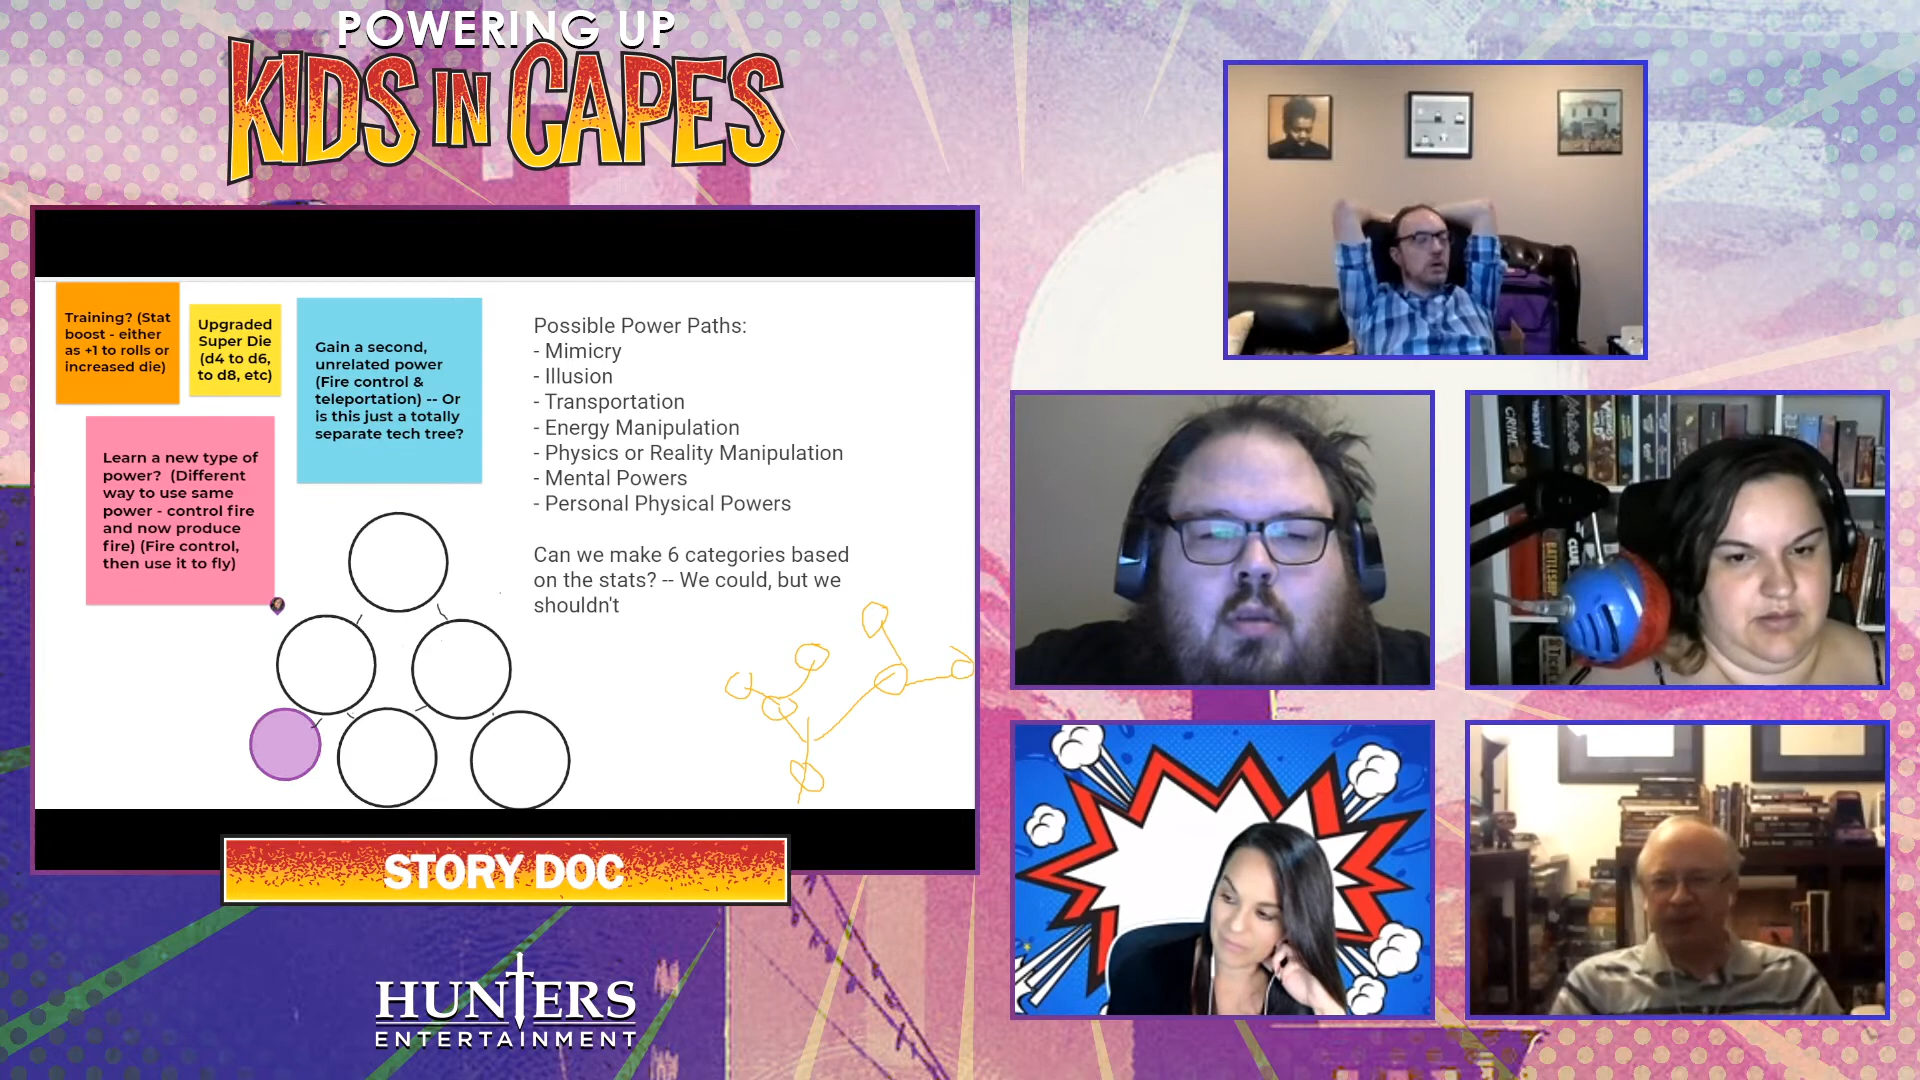 POWERING UP
KIDS IN CAPES
Training? (Stat
boost - either
as +1 to rolls or
increased die)
Upgraded
Super Die
(d4 to d6,
to d8, etc)
Gain a second,
unrelated power
(Fire control &
teleportation) -- Or
is this just a totally
separate tech tree?
Learn a new type of
power? (Different
way to use same
power - control fire
and now produce
fire) (Fire control,
then use it to fly)
Possible Power Paths:
- Mimicry
- Illusion
- Transportation
- Energy Manipulation
- Physics or Reality Manipulation
- Mental Powers
- Personal Physical Powers
Can we make 6 categories based
on the stats? -- We could, but we
shouldn't
STORY DOC
HUNTERS
ENTERTAINMENT
CRIME
BATTLESHIP
CLUE